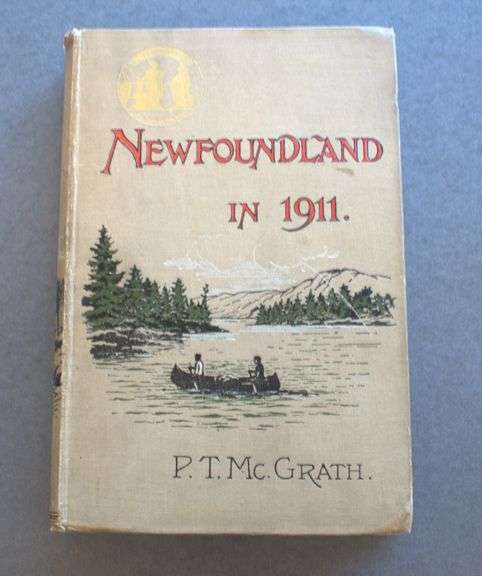 NEWFOUNDLAND
IN 1911.
P. T. MC. GRATH.